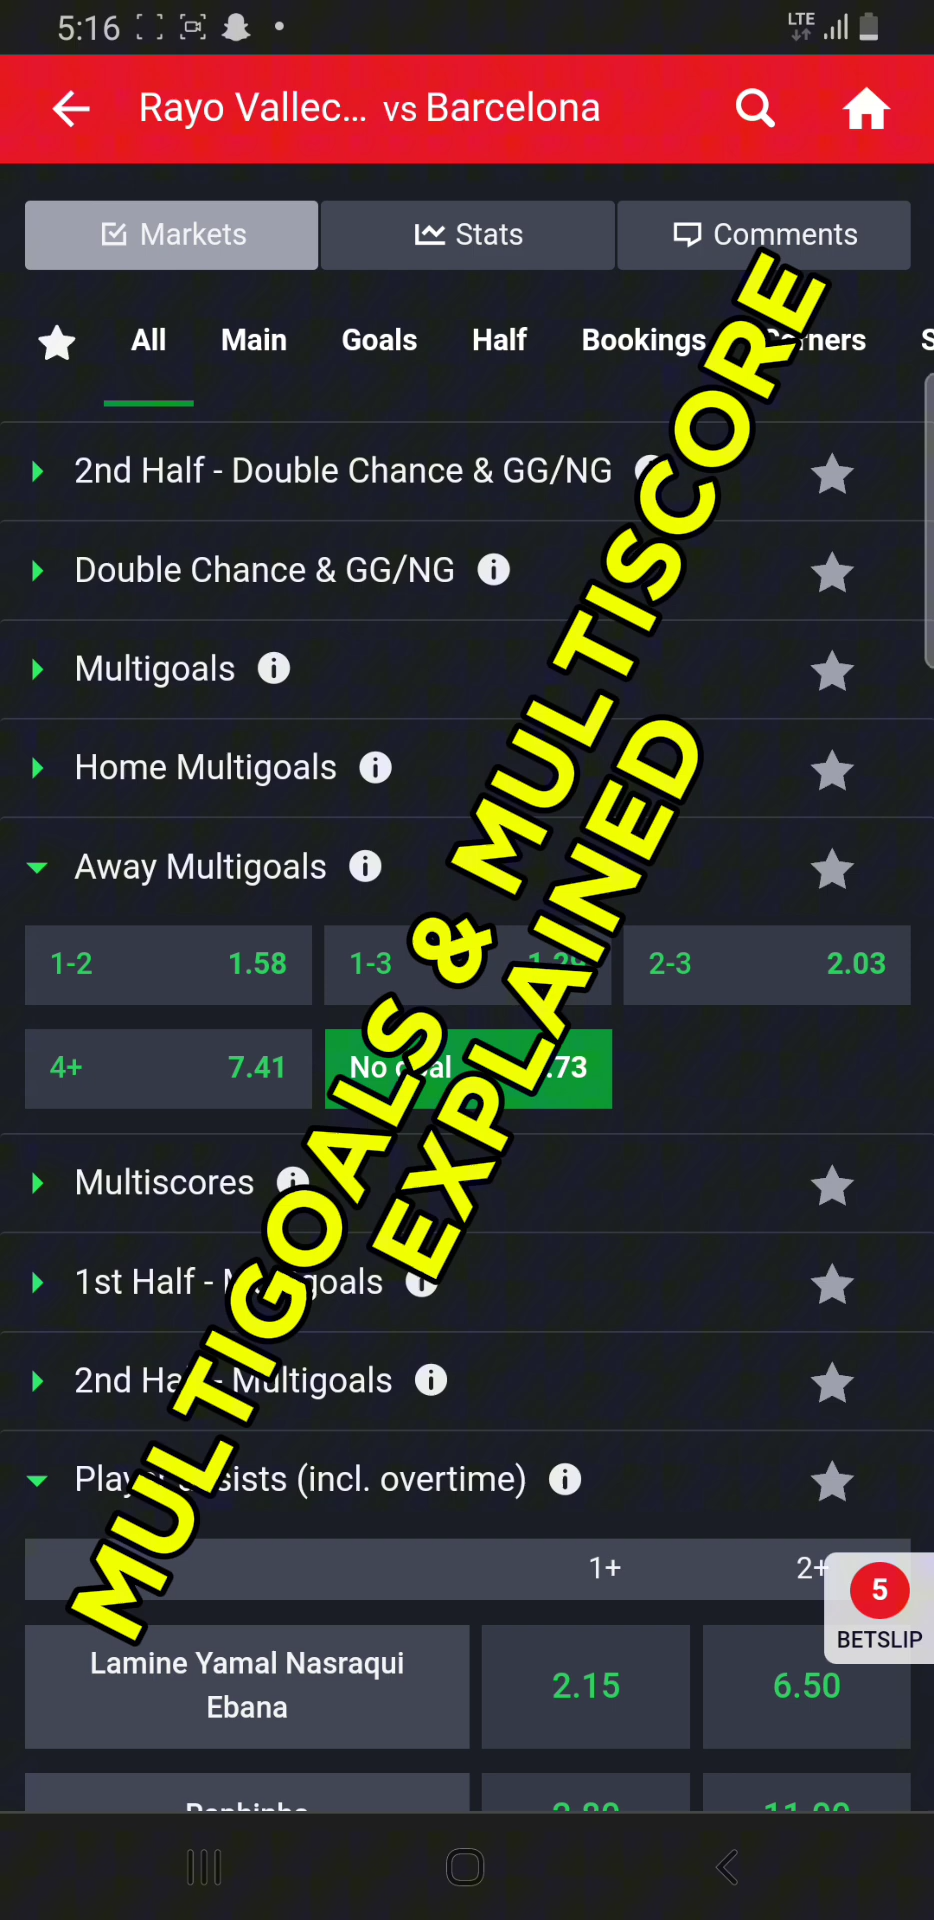 5:16
LTE
Rayo Vallec... vs Barcelona
Markets
Stats
Comments
All Main Goals Half Bookings
2nd Half - Double Chance & GG/NG
Double Chance & GG/NG
Multigoals
Home Multigoals
Away Multigoals
1-2 1.58
1-3
2-3 2.03
4+ 7.41
No
Multiscores
1st Half -
2nd
- Multigoals
(incl. overtime)
1+ 2+
5
BETSLIP
Lamine Yamal Nasraqui
Ebana
2.15 6.50
MULTIGOALS & MULTISCORE
EXPLAINED